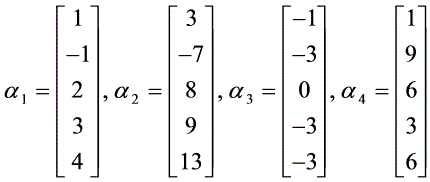 α₁ = [1 −1 2 3 4], α₂ = [3 −7 8 9 13], α₃ = [−1 −3 0 −3 −3], α₄ = [1 9 6 3 6]